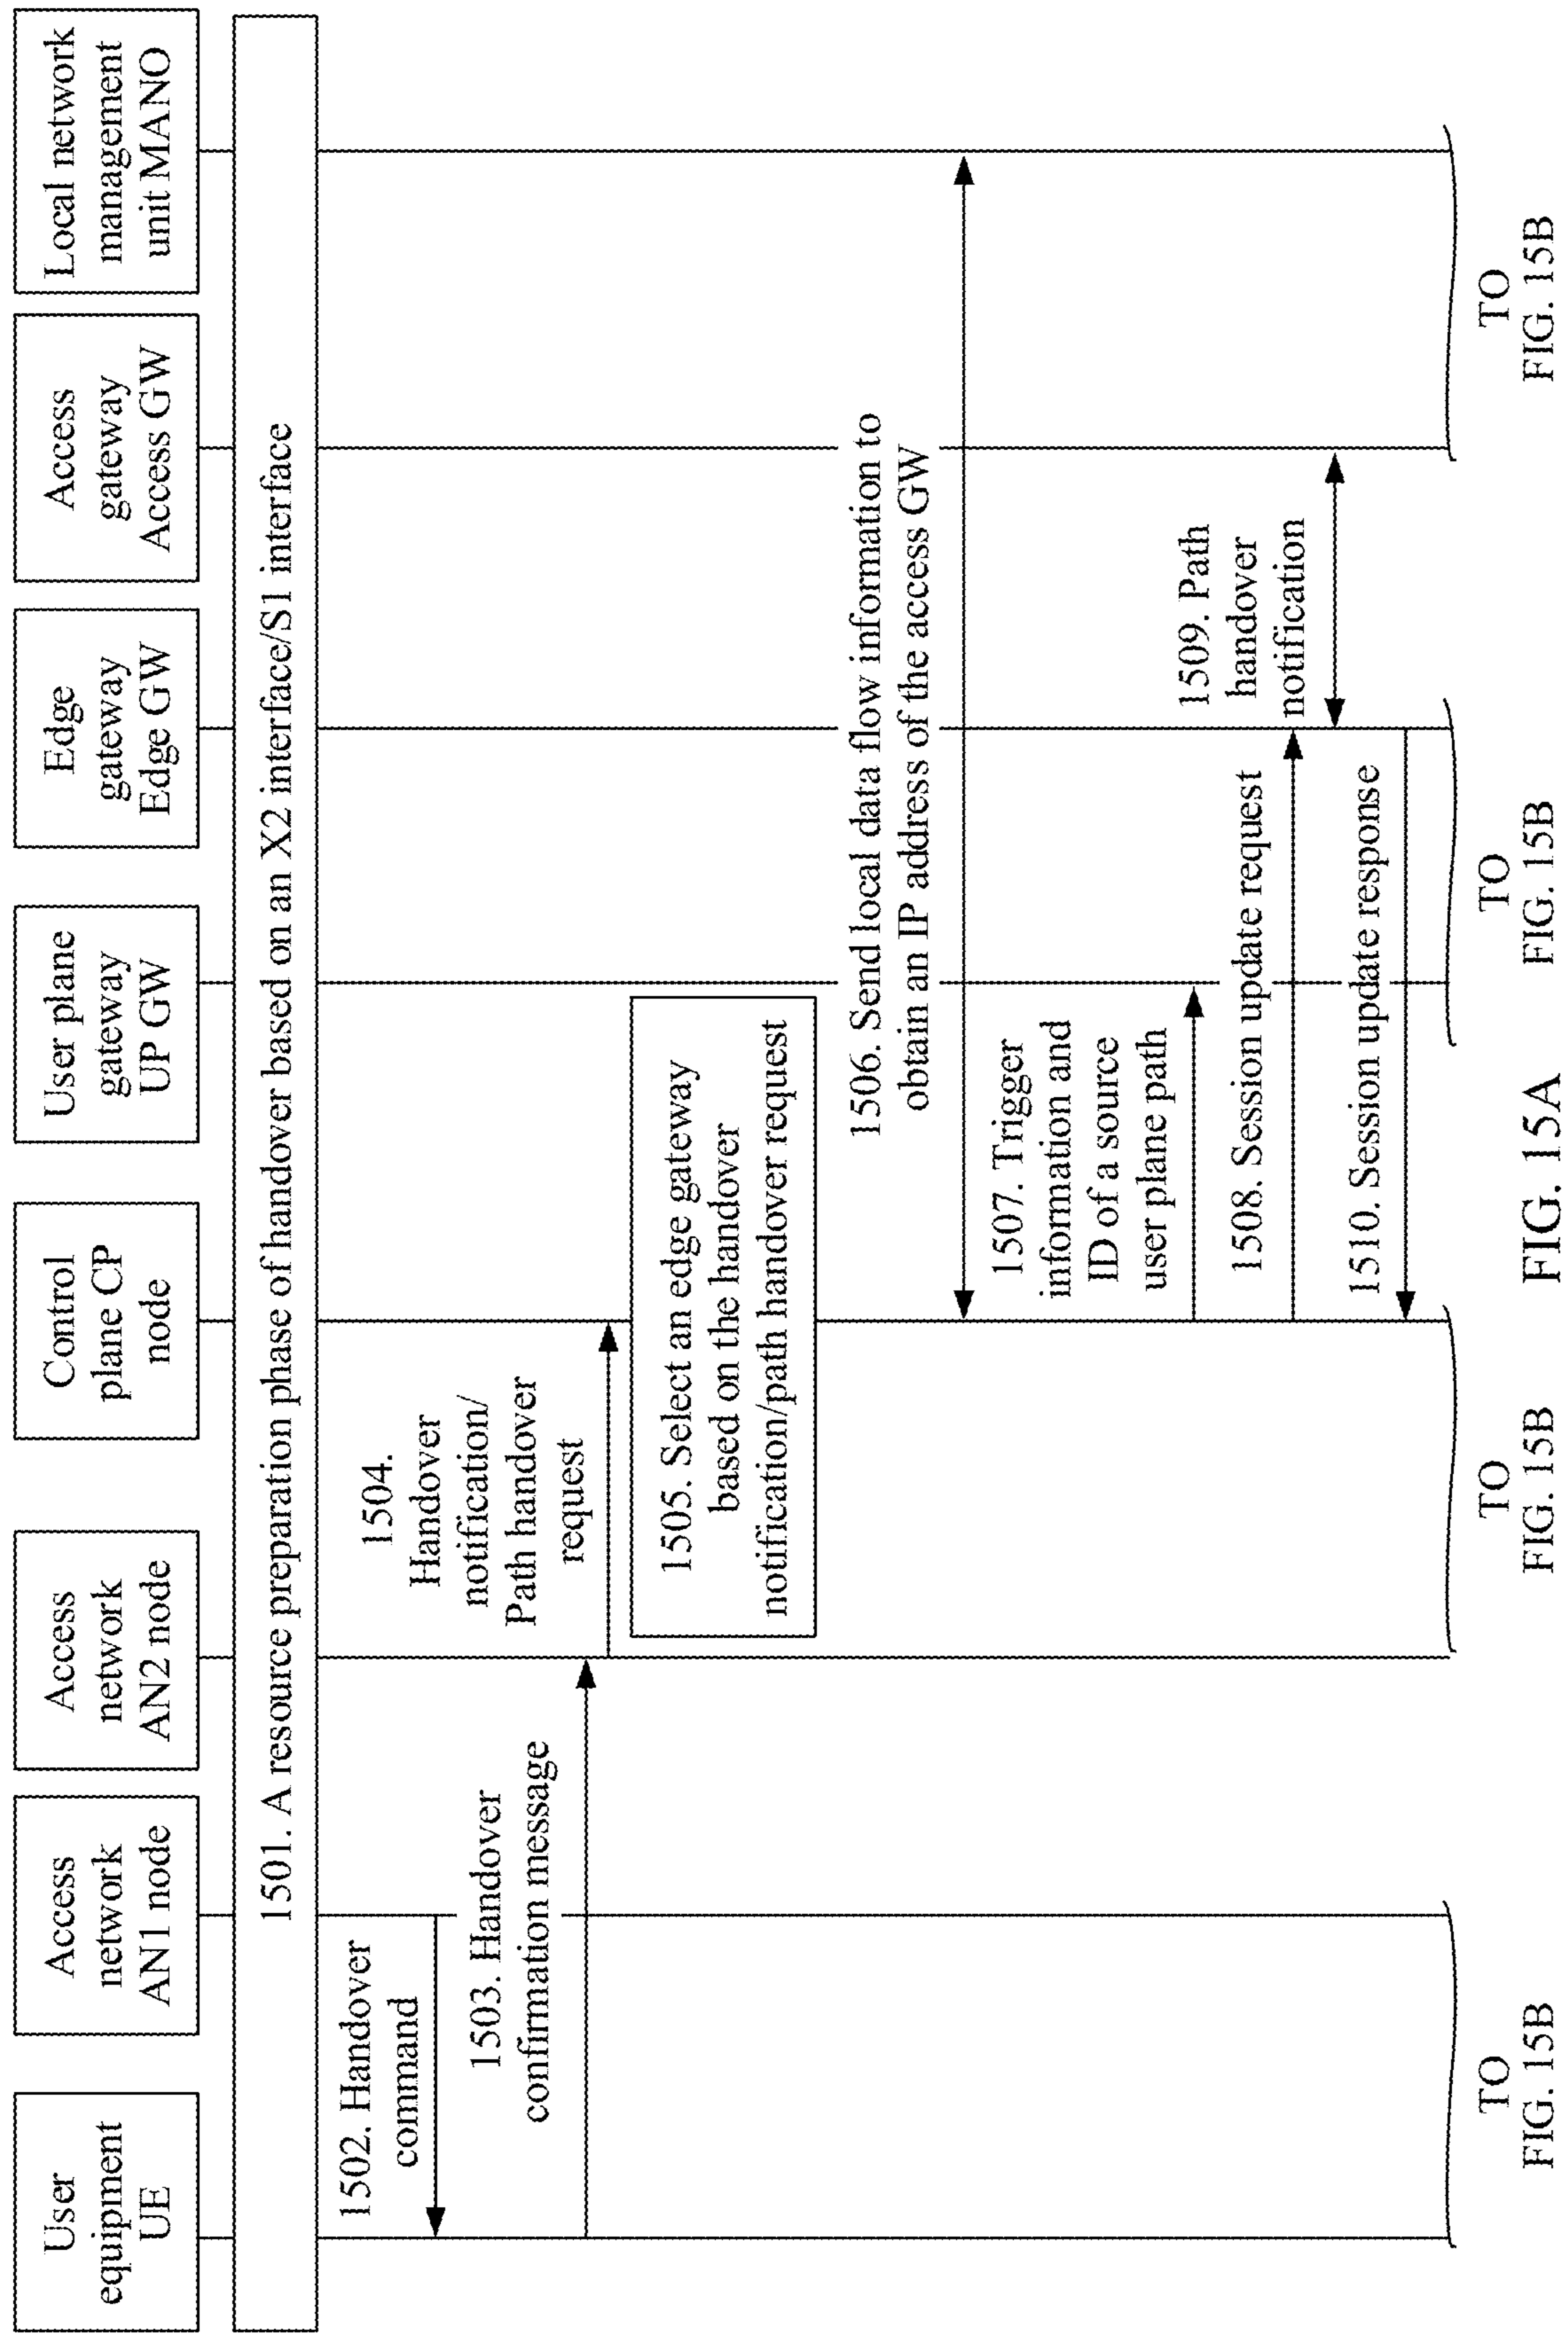 User
equipment
UE
Access
network
AN1 node
Access
network
AN2 node
Control
plane CP
node
User plane
gateway
UP GW
Edge
gateway
Edge GW
Access
gateway
Access GW
Local network
management
unit MANO
1501. A resource preparation phase of handover based on an X2 interface/S1 interface
1502. Handover
command
1503. Handover
confirmation message
1504.
Handover
notification/
Path handover
request
1505. Select an edge gateway
based on the handover
notification/path handover request
1506. Send local data flow information to
obtain an IP address of the access GW
1507. Trigger
information and
ID of a source
user plane path
1508. Session update request
1509. Path
handover
notification
1510. Session update response
TO
FIG. 15B
TO
FIG. 15B
TO
FIG. 15B
TO
FIG. 15B
FIG. 15A